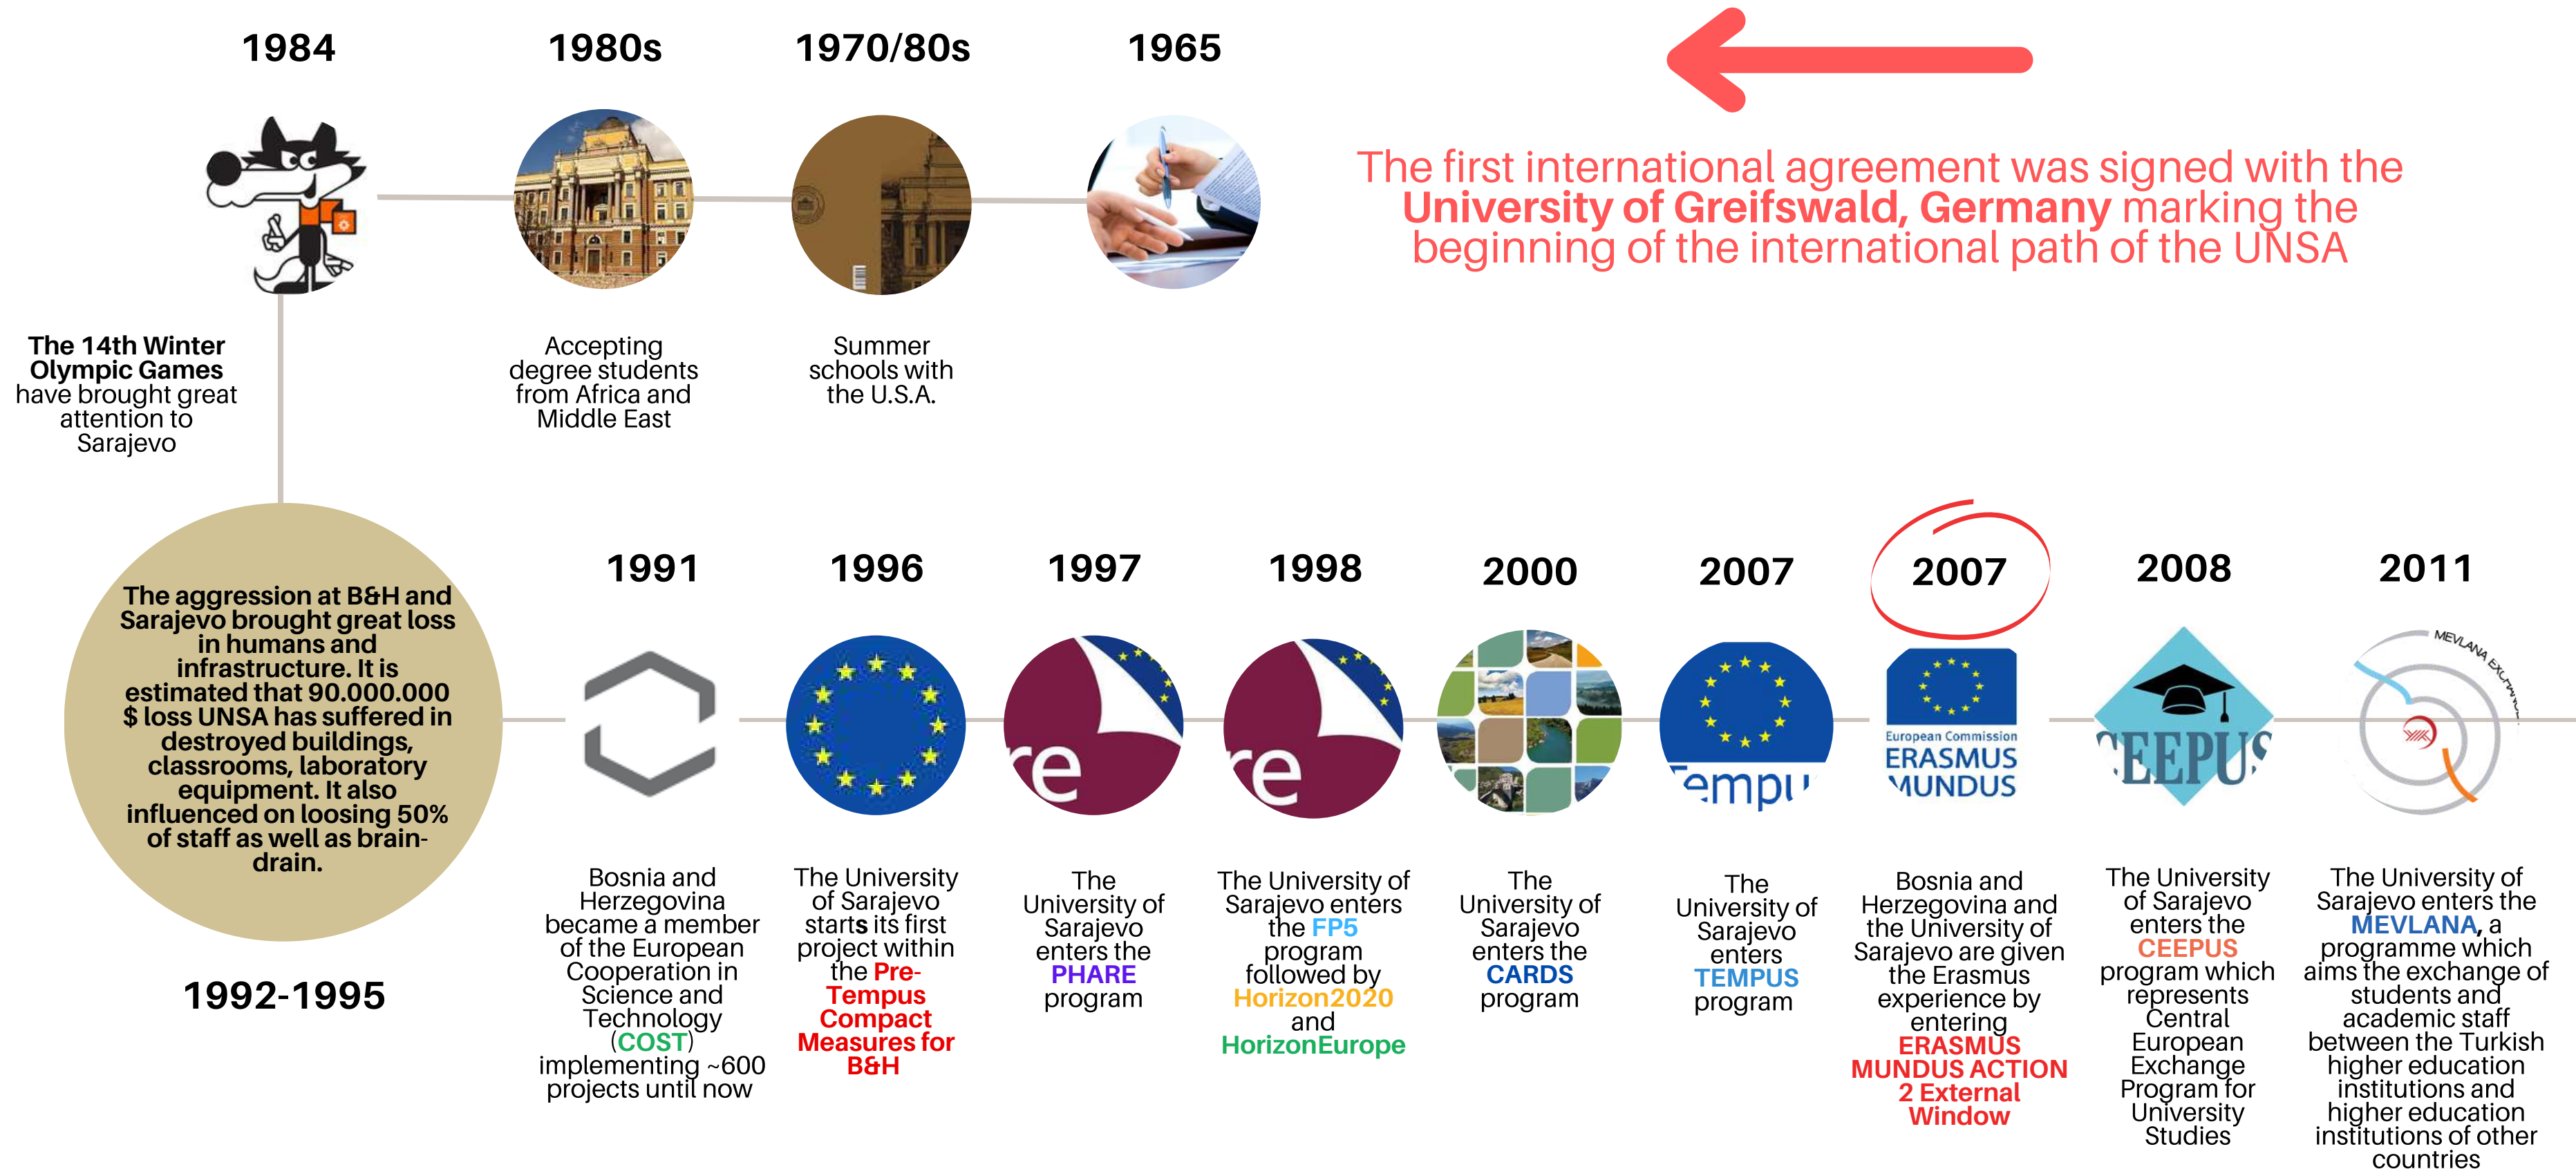 1984
1980s
1970/80s
1965
The first international agreement was signed with the
University of Greifswald, Germany marking the
beginning of the international path of the UNSA
The 14th Winter
Olympic Games
have brought great
attention to
Sarajevo
Accepting
degree students
from Africa and
Middle East
Summer
schools with
the U.S.A.
The aggression at B&H and
Sarajevo brought great loss
in humans and
infrastructure. It is
estimated that 90.000.000
$ loss UNSA has suffered in
destroyed buildings,
classrooms, laboratory
equipment. It also
influenced on loosing 50%
of staff as well as brain-
drain.
1992-1995
1991
Bosnia and
Herzegovina
became a member
of the European
Cooperation in
Science and
Technology
(COST)
implementing ~600
projects until now
1996
The University
of Sarajevo
starts its first
project within
the Pre-
Tempus
Compact
Measures for
B&H
1997
re
The
University of
Sarajevo
enters the
PHARE
program
1998
re
The University of
Sarajevo enters
the FP5
program
followed by
Horizon2020
and
HorizonEurope
2000
The
University of
Sarajevo
enters the
CARDS
program
2007
Tempu
The
University of
Sarajevo
enters
TEMPUS
program
2007
European Commission
ERASMUS
MUNDUS
Bosnia and
Herzegovina and
the University of
Sarajevo are given
the Erasmus
experience by
entering
ERASMUS
MUNDUS ACTION
2 External
Window
2008
CEEPUS
The University
of Sarajevo
enters the
CEEPUS
program which
represents
Central
European
Exchange
Program for
University
Studies
2011
MEVLANA EXCHANGE
The University of
Sarajevo enters the
MEVLANA, a
programme which
aims the exchange of
students and
academic staff
between the Turkish
higher education
institutions and
higher education
institutions of other
countries